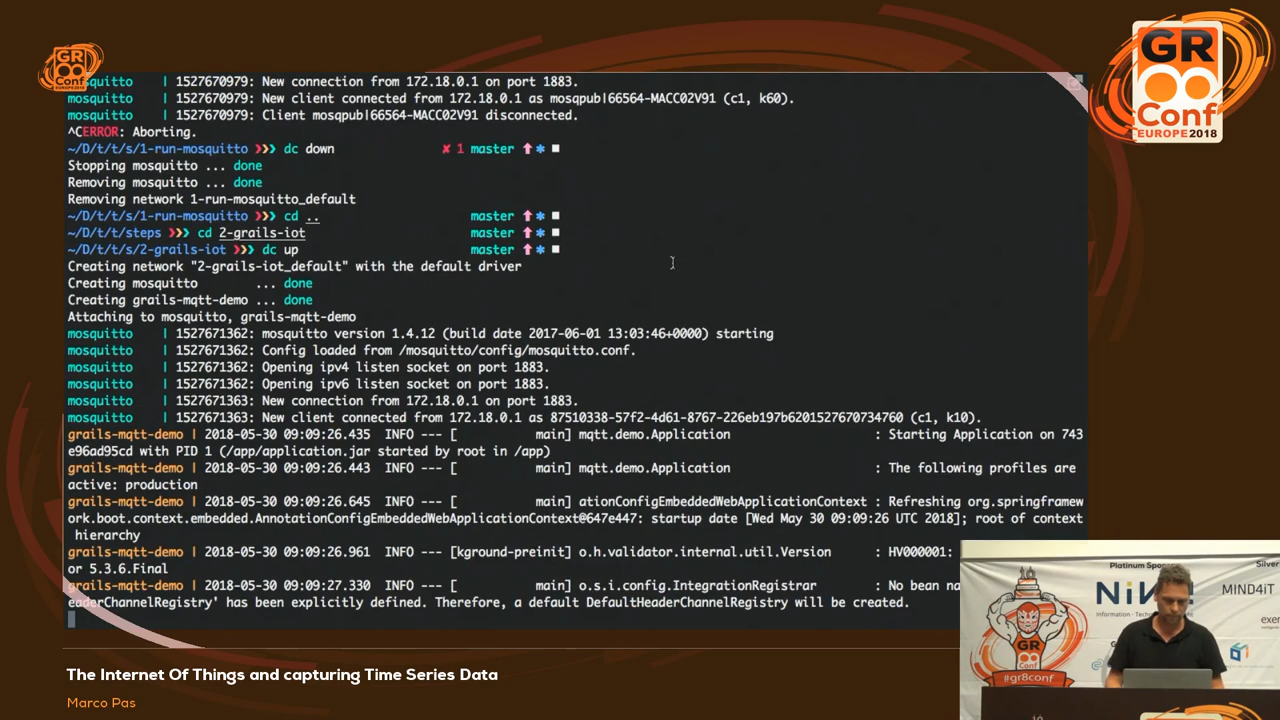 GR
Conf
EUROPE 2018
GR
Conf
EUROPE 2018
mosquitto | 1527670979: New connection from 172.18.0.1 on port 1883.
mosquitto | 1527670979: New client connected from 172.18.0.1 as mosqpub|66564-MACC02V91 (c1, k60).
mosquitto | 1527670979: Client mosqpub|66564-MACC02V91 disconnected.
^CERROR: Aborting.
~/D/t/t/s/1-run-mosquitto ❯❯❯ dc down ✘ 1 master ⬆ ✱ ◼
Stopping mosquitto ... done
Removing mosquitto ... done
Removing network 1-run-mosquitto_default
~/D/t/t/s/1-run-mosquitto ❯❯❯ cd .. master ⬆ ✱ ◼
~/D/t/t/steps ❯❯❯ cd 2-grails-iot master ⬆ ✱ ◼
~/D/t/t/s/2-grails-iot ❯❯❯ dc up master ⬆ ✱ ◼
Creating network "2-grails-iot_default" with the default driver
Creating mosquitto ... done
Creating grails-mqtt-demo ... done
Attaching to mosquitto, grails-mqtt-demo
mosquitto | 1527671362: mosquitto version 1.4.12 (build date 2017-06-01 13:03:46+0000) starting
mosquitto | 1527671362: Config loaded from /mosquitto/config/mosquitto.conf.
mosquitto | 1527671362: Opening ipv4 listen socket on port 1883.
mosquitto | 1527671362: Opening ipv6 listen socket on port 1883.
mosquitto | 1527671363: New connection from 172.18.0.1 on port 1883.
mosquitto | 1527671363: New client connected from 172.18.0.1 as 87510338-57f2-4d61-8767-226eb197b6201527670734760 (c1, k10).
grails-mqtt-demo | 2018-05-30 09:09:26.435 INFO --- [ main] mqtt.demo.Application : Starting Application on 743
e96ad95cd with PID 1 (/app/application.jar started by root in /app)
grails-mqtt-demo | 2018-05-30 09:09:26.443 INFO --- [ main] mqtt.demo.Application : The following profiles are
active: production
grails-mqtt-demo | 2018-05-30 09:09:26.645 INFO --- [ main] ationConfigEmbeddedWebApplicationContext : Refreshing org.springframew
ork.boot.context.embedded.AnnotationConfigEmbeddedWebApplicationContext@647e447: startup date [Wed May 30 09:09:26 UTC 2018]; root of context
hierarchy
grails-mqtt-demo | 2018-05-30 09:09:26.961 INFO --- [kground-preinit] o.h.validator.internal.util.Version : HV000001:
or 5.3.6.Final
grails-mqtt-demo | 2018-05-30 09:09:27.330 INFO --- [ main] o.s.i.config.IntegrationRegistrar : No bean na
eaderChannelRegistry' has been explicitly defined. Therefore, a default DefaultHeaderChannelRegistry will be created.
Platinum Spo
Silver
MIND4iT
GR
Conf
#gr8conf
The Internet Of Things and capturing Time Series Data
Marco Pas